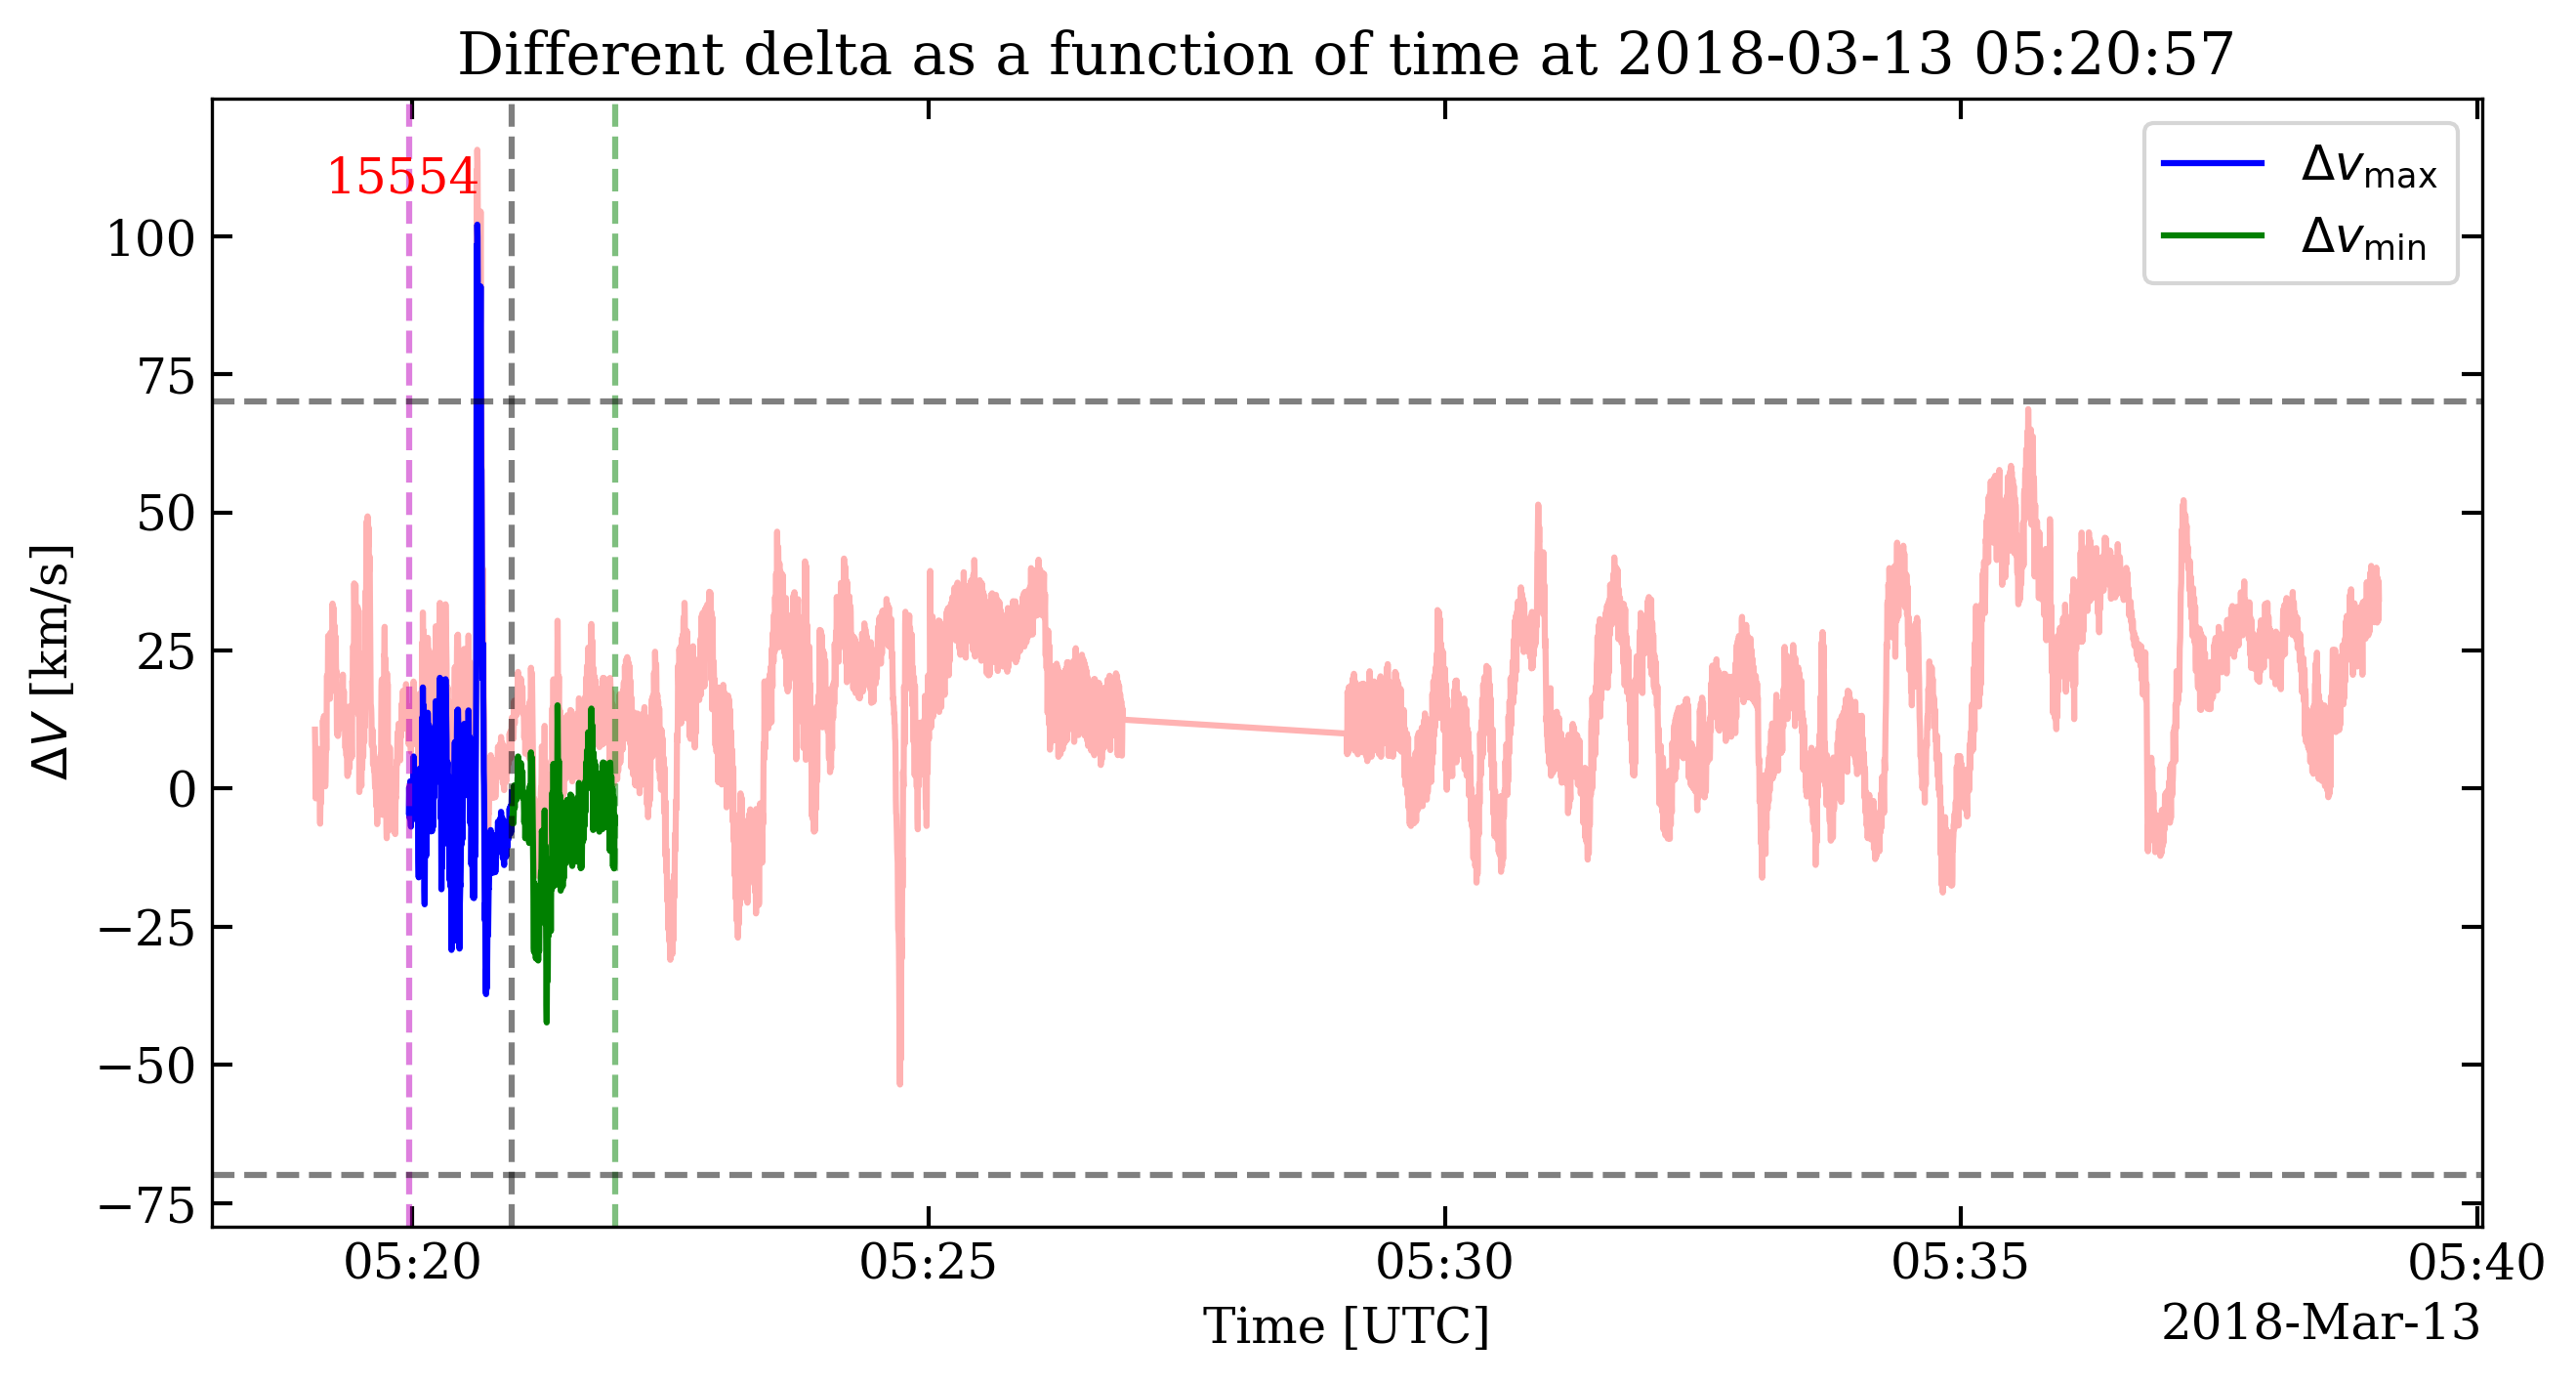 Different delta as a function of time at 2018-03-13 05:20:57
15554
Δv_max
Δv_min
ΔV [km/s]
100
75
50
25
0
−25
−50
−75
05:20
05:25
05:30
05:35
05:40
Time [UTC]
2018-Mar-13